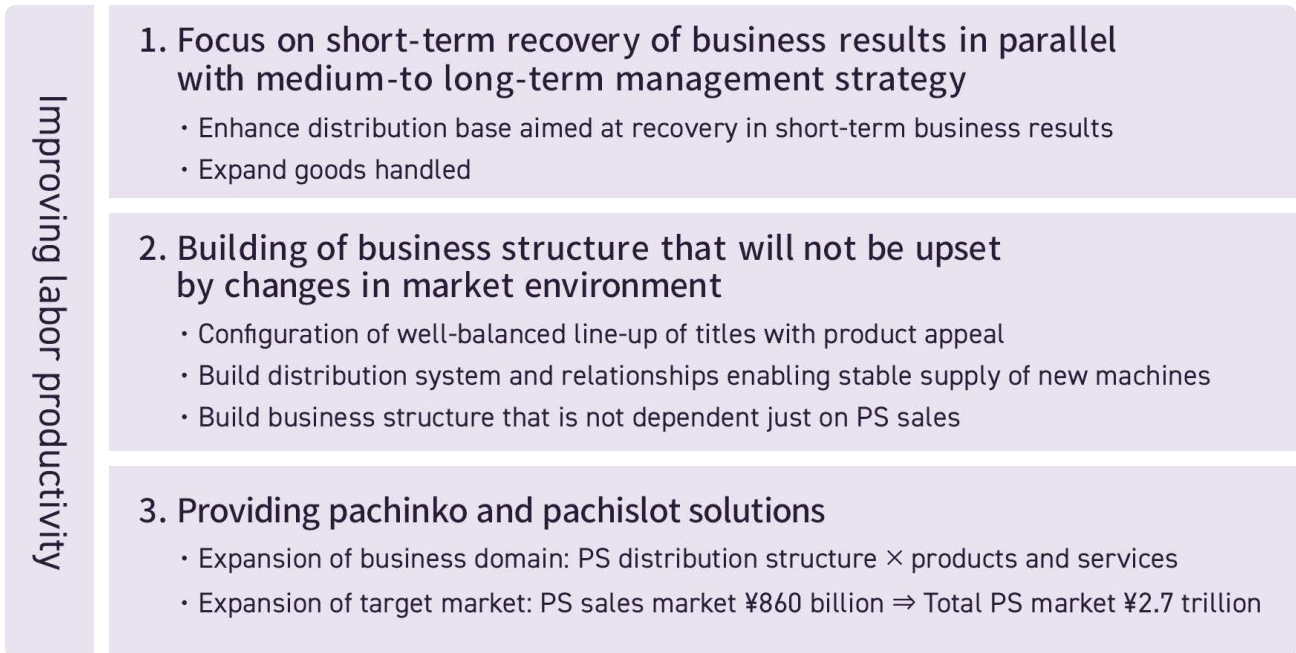 Improving labor productivity
1. Focus on short-term recovery of business results in parallel
with medium-to long-term management strategy
・Enhance distribution base aimed at recovery in short-term business results
・Expand goods handled
2. Building of business structure that will not be upset
by changes in market environment
・Configuration of well-balanced line-up of titles with product appeal
・Build distribution system and relationships enabling stable supply of new machines
・Build business structure that is not dependent just on PS sales
3. Providing pachinko and pachislot solutions
・Expansion of business domain: PS distribution structure × products and services
・Expansion of target market: PS sales market ¥860 billion ⇒ Total PS market ¥2.7 trillion